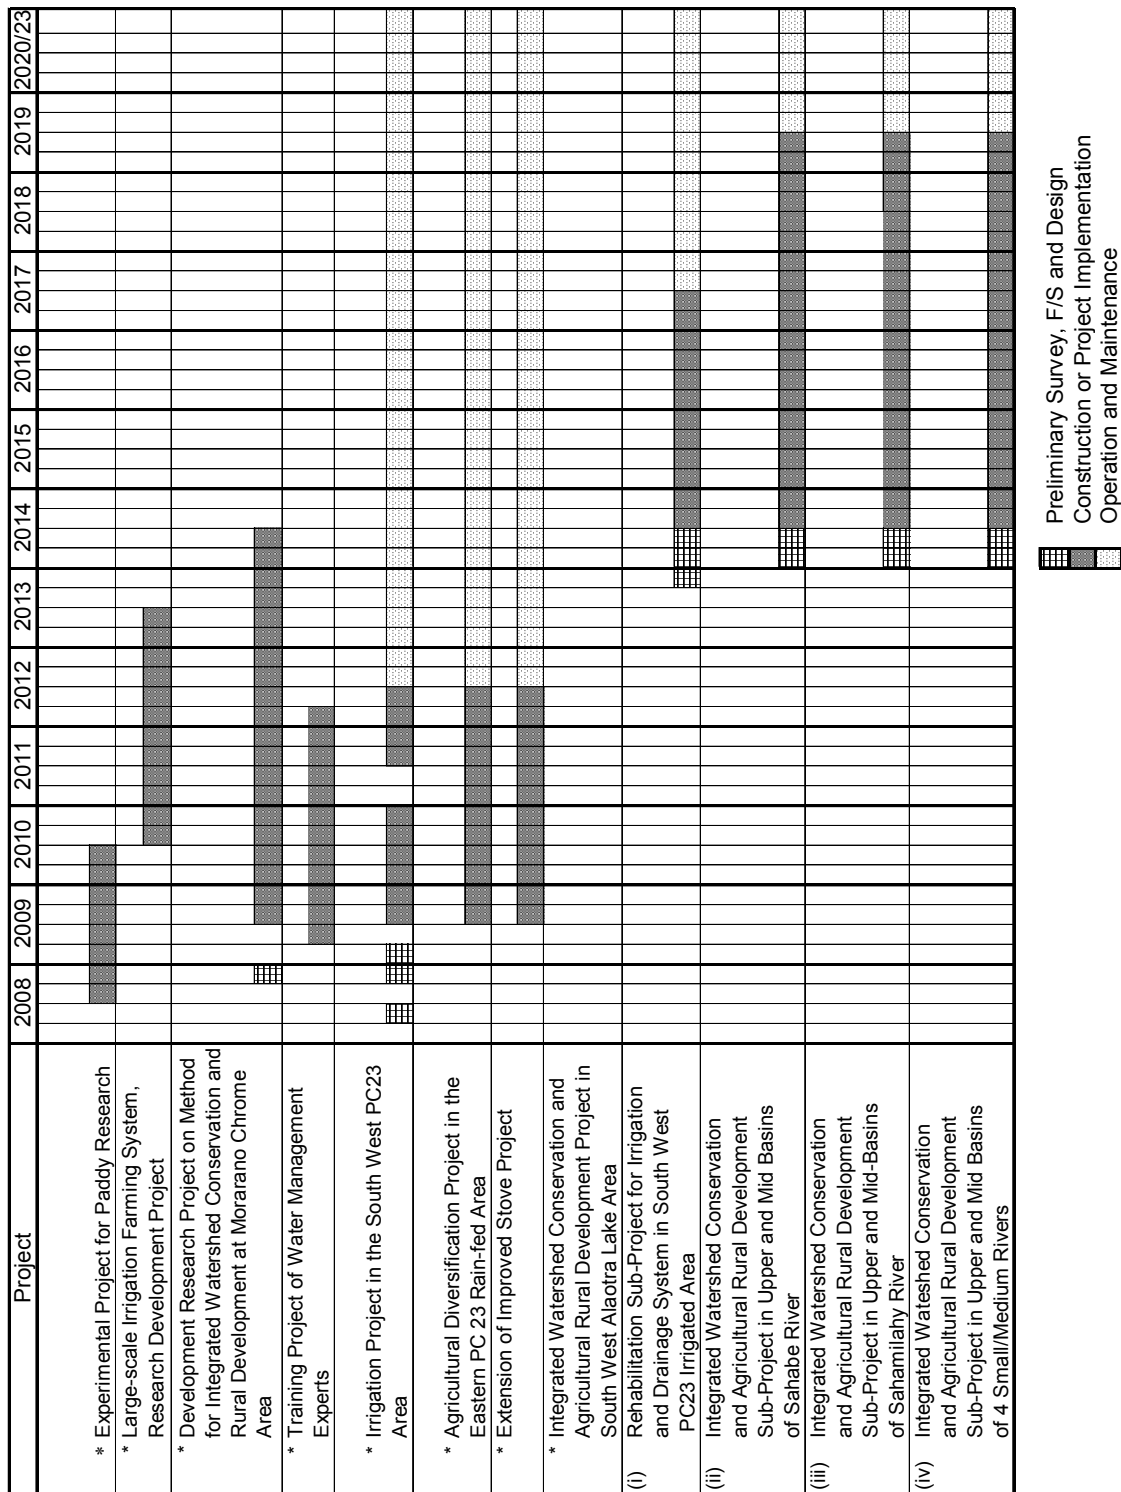 Project 2008 2009 2010 2011 2012 2013 2014 2015 2016 2017 2018 2019 2020/23
* Experimental Project for Paddy Research
* Large-scale Irrigation Farming System,
Research Development Project
* Development Research Project on Method
for Integrated Watershed Conservation and
Rural Development at Morarano Chrome
Area
* Training Project of Water Management
Experts
* Irrigation Project in the South West PC23
Area
* Agricultural Diversification Project in the
Eastern PC 23 Rain-fed Area
* Extension of Improved Stove Project
* Integrated Watershed Conservation and
Agricultural Rural Development Project in
South West Alaotra Lake Area
(i) Rehabilitation Sub-Project for Irrigation
and Drainage System in South West
PC23 Irrigated Area
(ii) Integrated Watershed Conservation
and Agricultural Rural Development
Sub-Project in Upper and Mid Basins
of Sahabe River
(iii) Integrated Watershed Conservation
and Agricultural Rural Development
Sub-Project in Upper and Mid-Basins
of Sahamilahy River
(iv) Integrated Wateshed Conservation
and Agricultural Rural Development
Sub-Project in Upper and Mid Basins
of 4 Small/Medium Rivers
Preliminary Survey, F/S and Design
Construction or Project Implementation
Operation and Maintenance